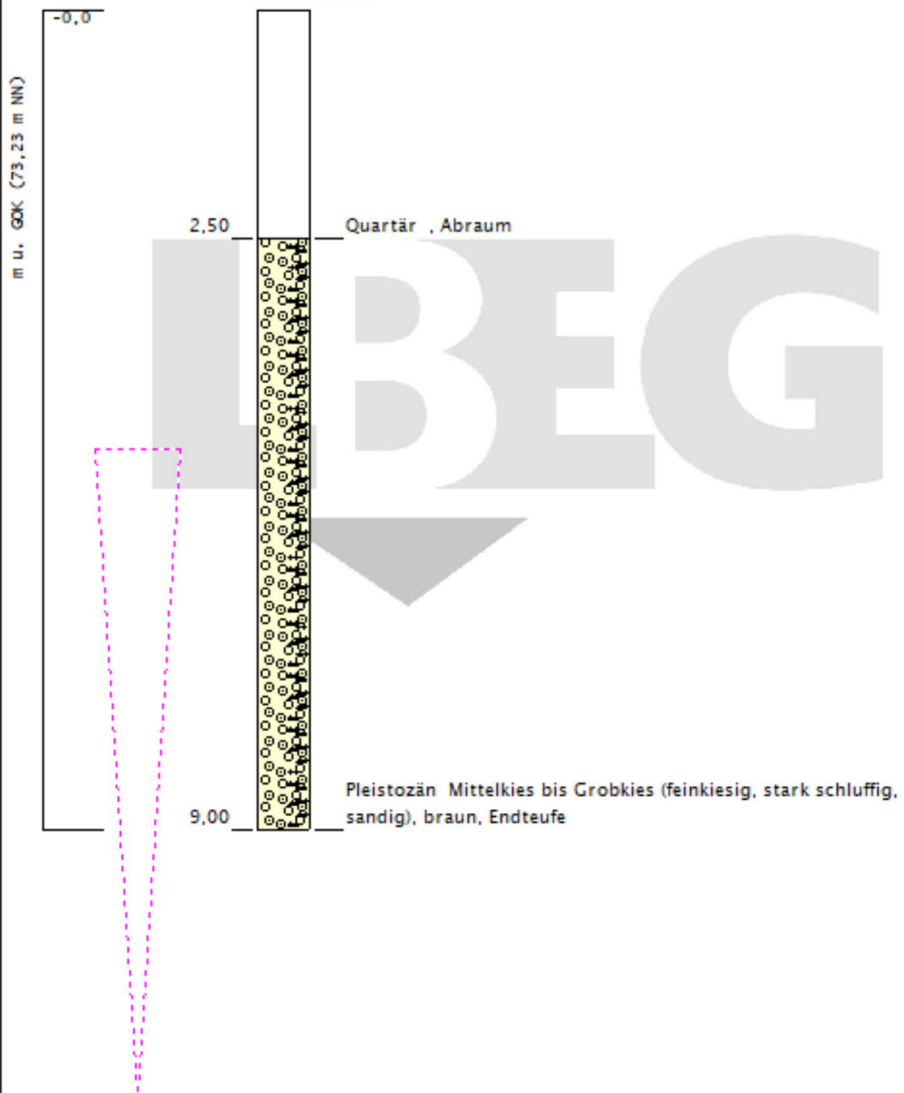 -0,0
m u. GOK (73,23 m NN)
2,50
Quartär , Abraum
LBEG
9,00
Pleistozän Mittelkies bis Grobkies (feinkiesig, stark schluffig,
sandig), braun, Endteufe